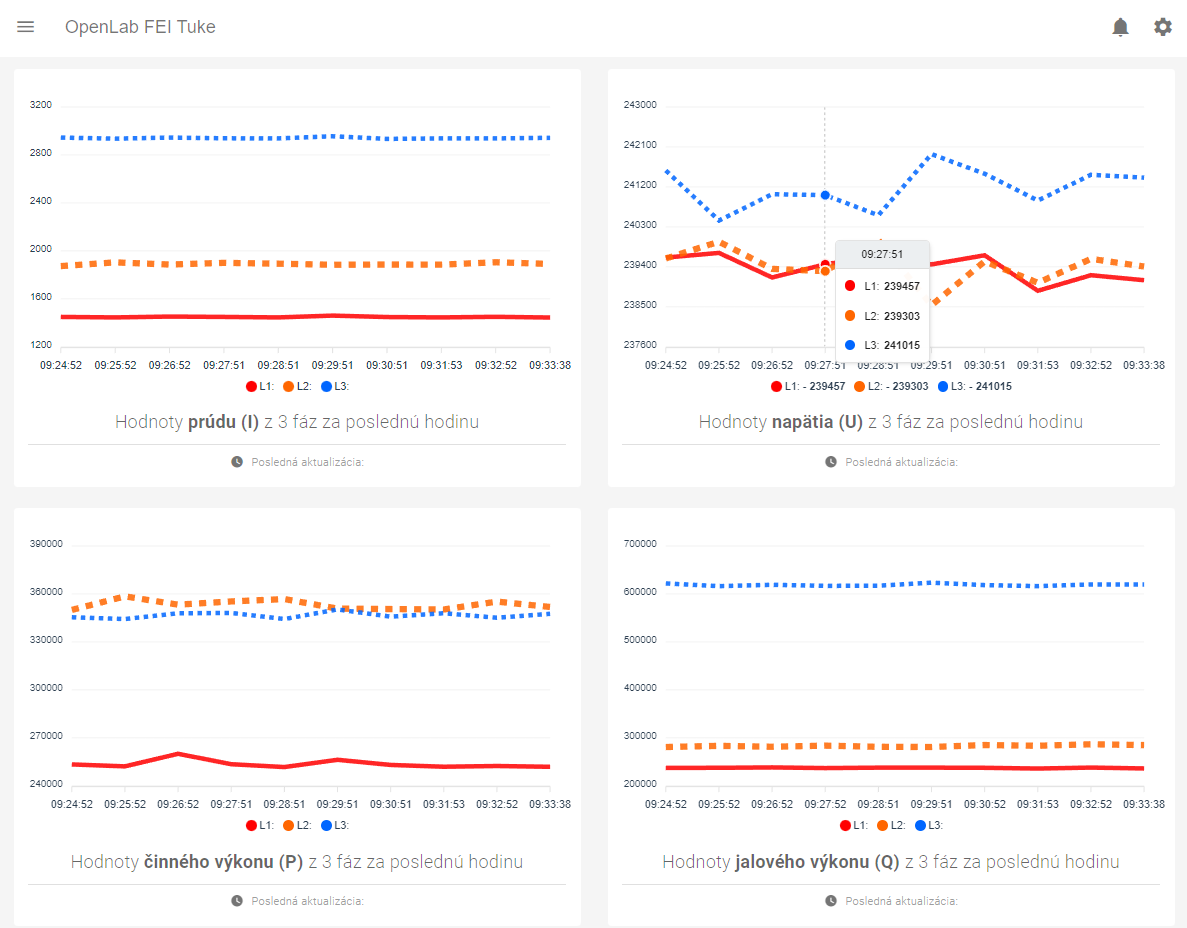 OpenLab FEI Tuke
3200
2800
2400
2000
1600
1200
09:24:52 09:25:52 09:26:52 09:27:51 09:28:51 09:29:51 09:30:51 09:31:53 09:32:52 09:33:38
L1: L2: L3:
Hodnoty prúdu (I) z 3 fáz za poslednú hodinu
Posledná aktualizácia:
243000
242100
241200
240300
239400
238500
237600
09:27:51
L1: 239457
L2: 239303
L3: 241015
09:24:52 09:25:52 09:26:52 09:27:51 09:28:51 09:29:51 09:30:52 09:31:53 09:32:52 09:33:38
L1: - 239457 L2: - 239303 L3: - 241015
Hodnoty napätia (U) z 3 fáz za poslednú hodinu
Posledná aktualizácia:
390000
360000
330000
300000
270000
240000
09:24:52 09:25:52 09:26:52 09:27:51 09:28:51 09:29:51 09:30:51 09:31:53 09:32:52 09:33:38
L1: L2: L3:
Hodnoty činného výkonu (P) z 3 fáz za poslednú hodinu
Posledná aktualizácia:
700000
600000
500000
400000
300000
200000
09:24:52 09:25:52 09:26:52 09:27:52 09:28:51 09:29:51 09:30:52 09:31:53 09:32:52 09:33:38
L1: L2: L3:
Hodnoty jalového výkonu (Q) z 3 fáz za poslednú hodinu
Posledná aktualizácia: